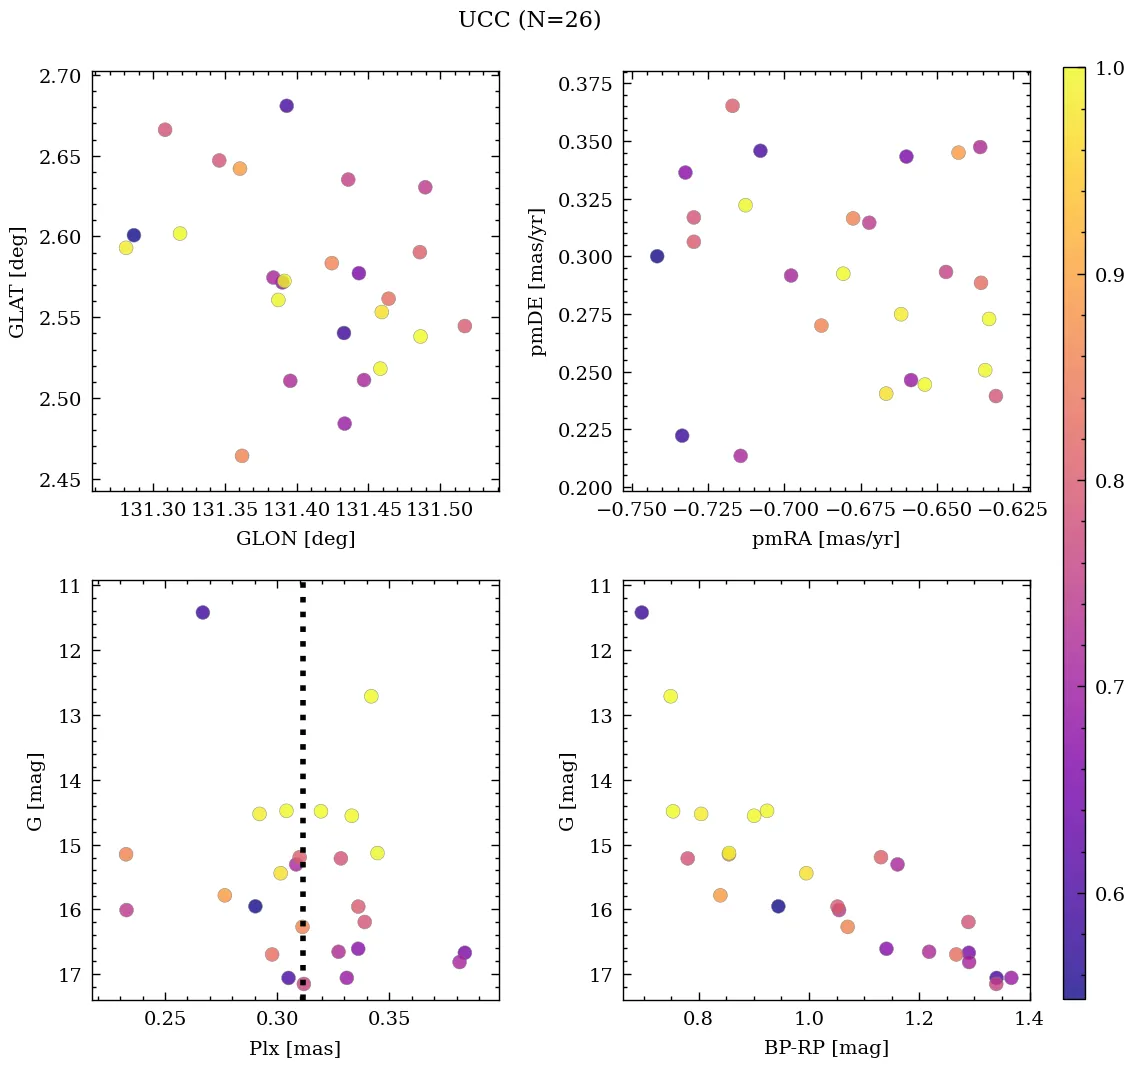 UCC (N=26)
2.70
2.65
2.60
2.55
2.50
2.45
GLAT [deg]
131.30 131.35 131.40 131.45 131.50
GLON [deg]
0.375
0.350
0.325
0.300
0.275
0.250
0.225
0.200
pmDE [mas/yr]
−0.750 −0.725 −0.700 −0.675 −0.650 −0.625
pmRA [mas/yr]
11
12
13
14
15
16
17
G [mag]
0.25 0.30 0.35
Plx [mas]
11
12
13
14
15
16
17
G [mag]
0.8 1.0 1.2 1.4
BP-RP [mag]
1.0
0.9
0.8
0.7
0.6